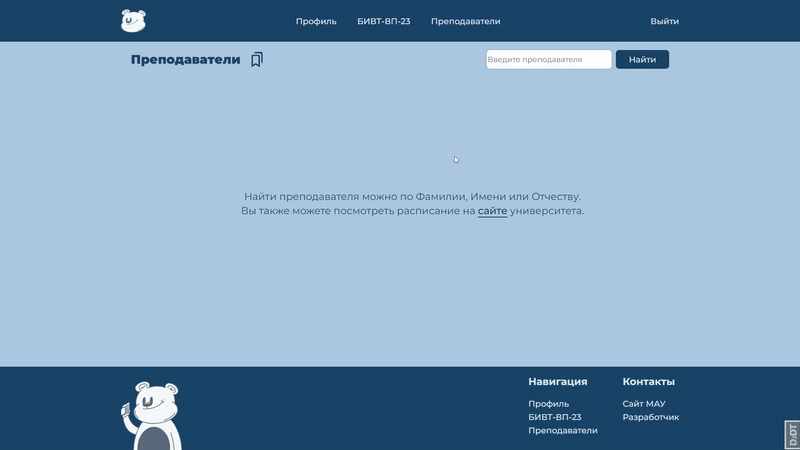 Профиль
БИВТ-ВП-23
Преподаватели
Выйти
Преподаватели
Введите преподавателя
Найти
Найти преподавателя можно по Фамилии, Имени или Отчеству.
Вы также можете посмотреть расписание на сайте университета.
Навигация
Профиль
БИВТ-ВП-23
Преподаватели
Контакты
Сайт МАУ
Разработчик
DJDT